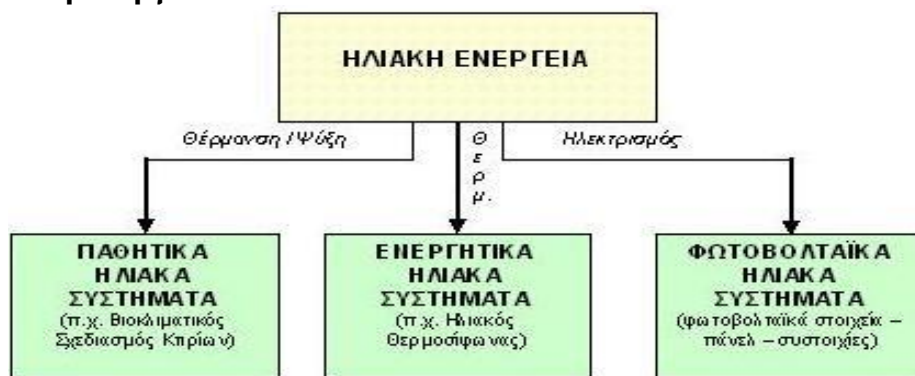 ΗΛΙΑΚΗ ΕΝΕΡΓΕΙΑ
Θέρμανση / Ψύξη
Θερμ.
Ηλεκτρισμός
ΠΑΘΗΤΙΚΑ
ΗΛΙΑΚΑ
ΣΥΣΤΗΜΑΤΑ
(π.χ. Βιοκλιματικός
Σχεδιασμός Κτιρίων)
ΕΝΕΡΓΗΤΙΚΑ
ΗΛΙΑΚΑ
ΣΥΣΤΗΜΑΤΑ
(π.χ. Ηλιακός
Θερμοσίφωνας)
ΦΩΤΟΒΟΛΤΑΪΚΑ
ΗΛΙΑΚΑ
ΣΥΣΤΗΜΑΤΑ
(φωτοβολταϊκά στοιχεία –
πάνελ – συστοιχίες)